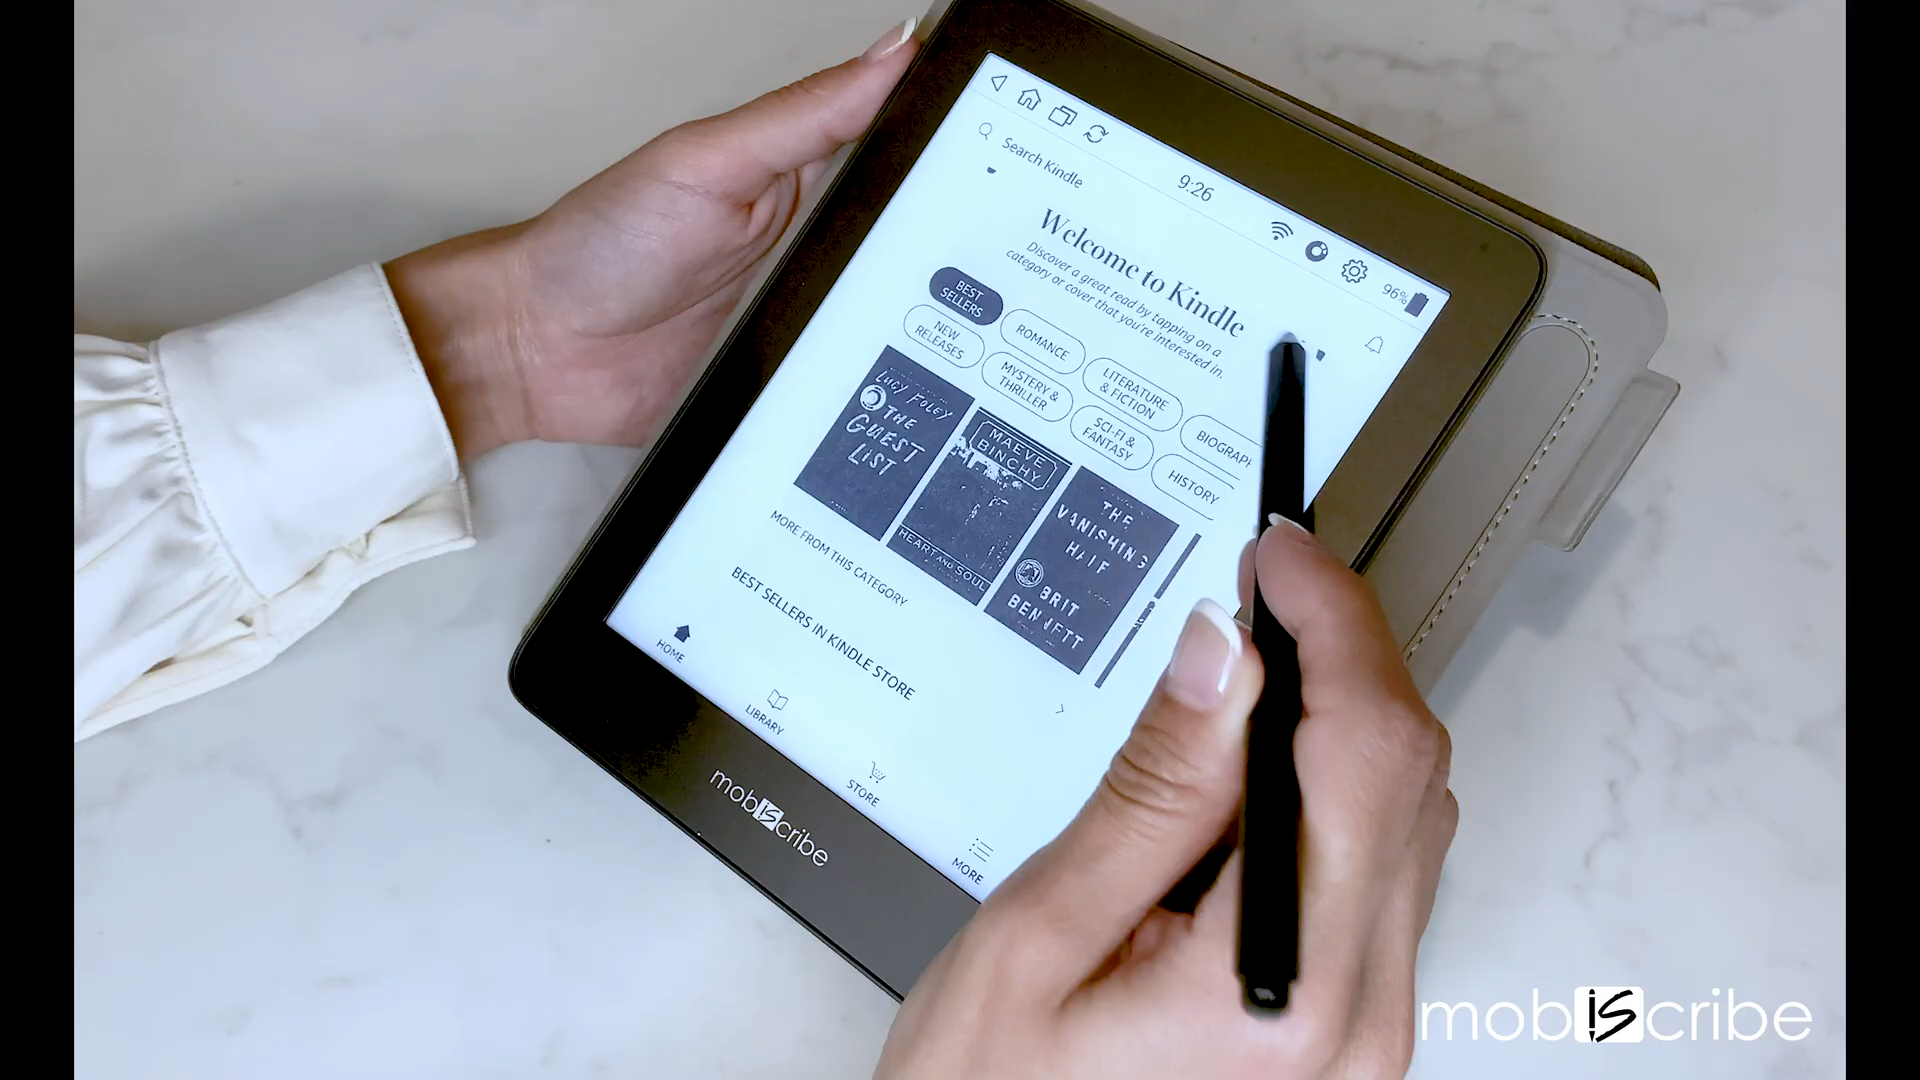 Search Kindle
9:26
96%
Welcome to Kindle
Discover a great read by tapping on a
category or cover that you're interested in.
BEST
SELLERS
ROMANCE
LITERATURE
& FICTION
BIOGRAPH
NEW
RELEASES
MYSTERY &
THRILLER
SCI-FI &
FANTASY
HISTORY
LUCY FOLEY
THE
GUEST
LIST
MAEVE
BINCHY
HEART AND SOUL
THE
VANISHING
HALF
BRIT
BENNETT
MORE FROM THIS CATEGORY
BEST SELLERS IN KINDLE STORE
HOME
LIBRARY
STORE
MORE
mobiscribe
mobiscribe